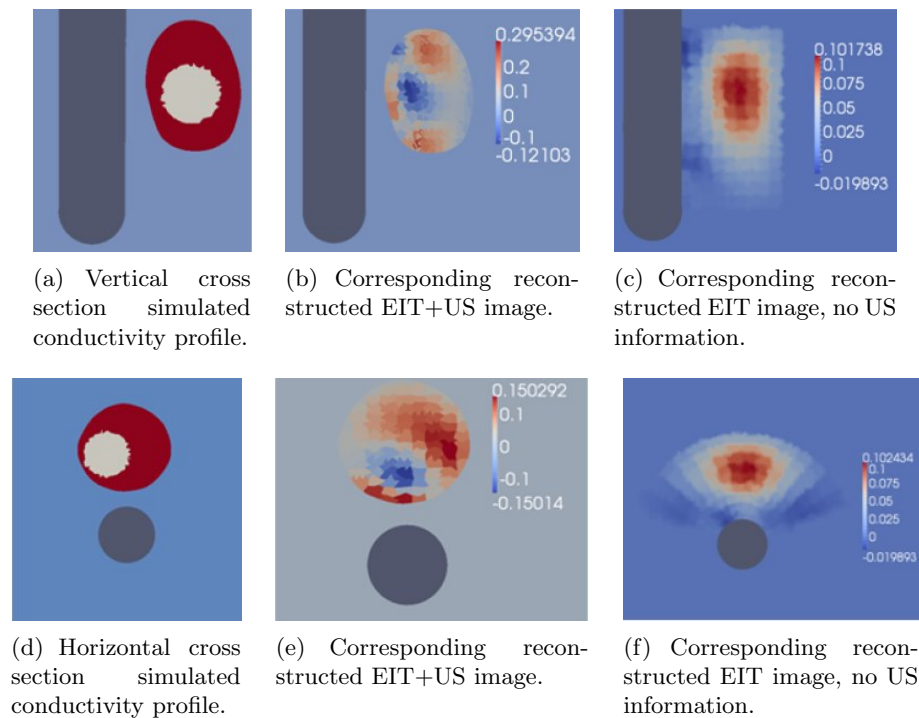 0.295394
0.2
0.1
0
-0.1
-0.12103
0.101738
0.1
0.075
0.05
0.025
0
-0.019893
(a) Vertical cross
section simulated
conductivity profile.
(b) Corresponding recon-
structed EIT+US image.
(c) Corresponding recon-
structed EIT image, no US
information.
0.150292
0.1
0
-0.1
-0.15014
0.102434
0.1
0.075
0.05
0.025
0
-0.019893
(d) Horizontal cross
section simulated
conductivity profile.
(e) Corresponding recon-
structed EIT+US image.
(f) Corresponding recon-
structed EIT image, no US
information.